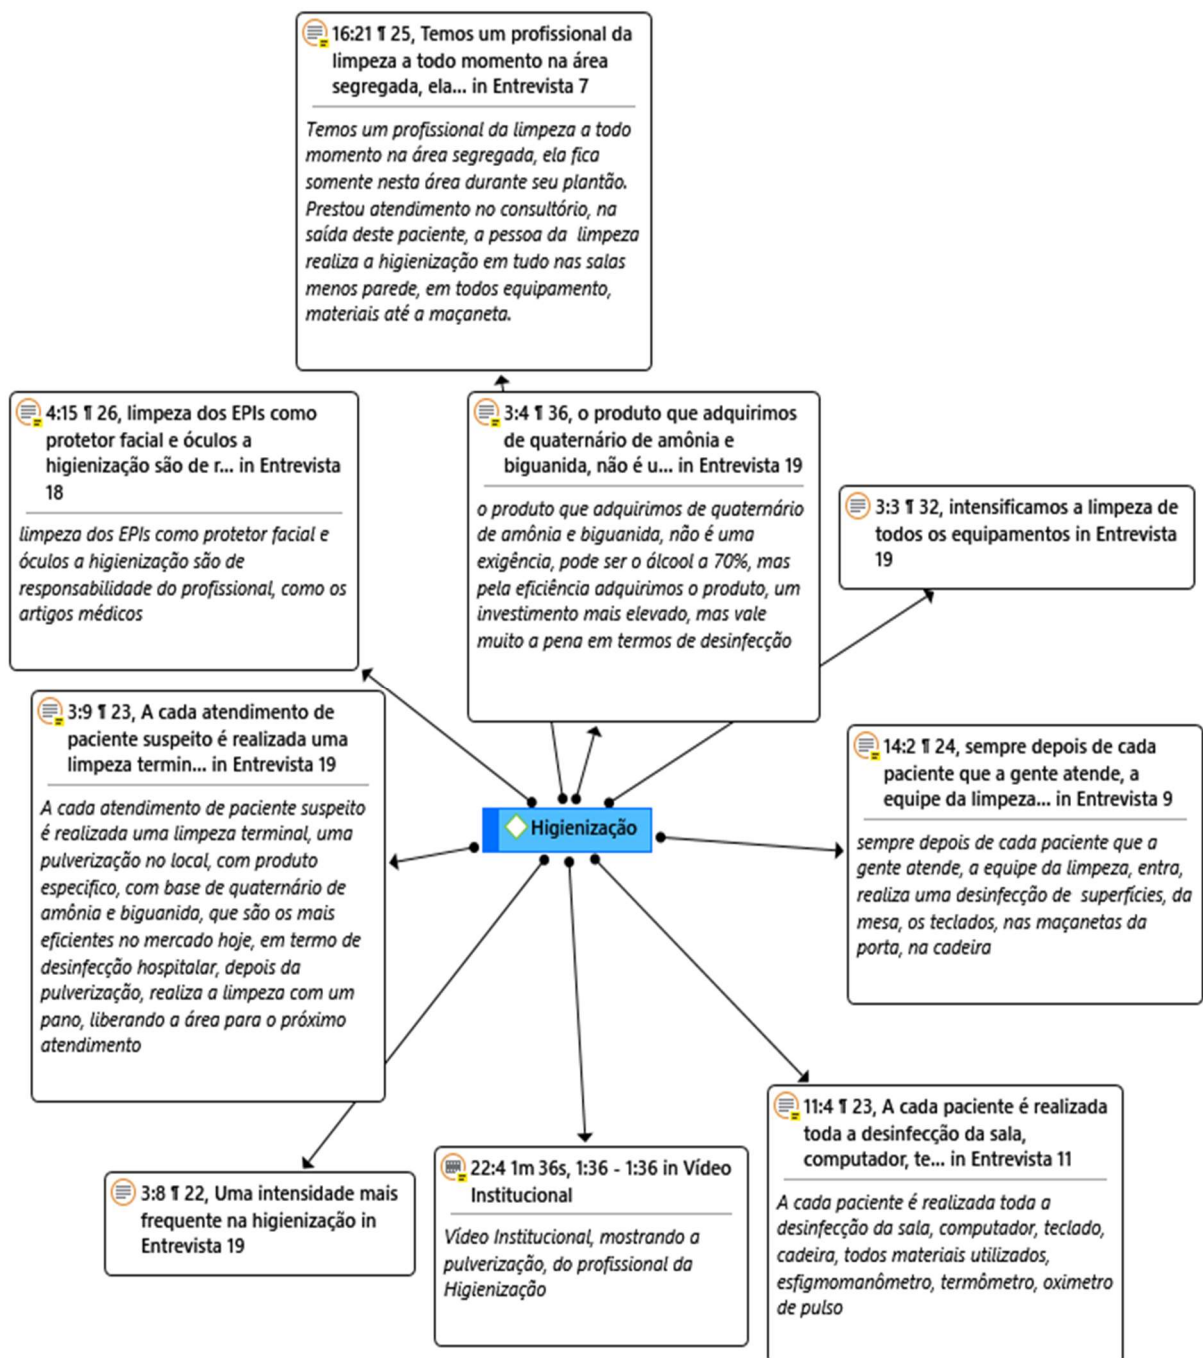 16:21 ¶ 25, Temos um profissional da
limpeza a todo momento na área
segregada, ela... in Entrevista 7
Temos um profissional da limpeza a todo
momento na área segregada, ela fica
somente nesta área durante seu plantão.
Prestou atendimento no consultório, na
saída deste paciente, a pessoa da  limpeza
realiza a higienização em tudo nas salas
menos parede, em todos equipamento,
materiais até a maçaneta.
4:15 ¶ 26, limpeza dos EPIs como
protetor facial e óculos a
higienização são de r... in Entrevista
18
limpeza dos EPIs como protetor facial e
óculos a higienização são de
responsabilidade do profissional, como os
artigos médicos
3:4 ¶ 36, o produto que adquirimos
de quaternário de amônia e
biguanida, não é u... in Entrevista 19
o produto que adquirimos de quaternário
de amônia e biguanida, não é uma
exigência, pode ser o álcool a 70%, mas
pela eficiência adquirimos o produto, um
investimento mais elevado, mas vale
muito a pena em termos de desinfecção
3:3 ¶ 32, intensificamos a limpeza de
todos os equipamentos in Entrevista
19
3:9 ¶ 23, A cada atendimento de
paciente suspeito é realizada uma
limpeza termin... in Entrevista 19
A cada atendimento de paciente suspeito
é realizada uma limpeza terminal, uma
pulverização no local, com produto
especifico, com base de quaternário de
amônia e biguanida, que são os mais
eficientes no mercado hoje, em termo de
desinfecção hospitalar, depois da
pulverização, realiza a limpeza com um
pano, liberando a área para o próximo
atendimento
Higienização
14:2 ¶ 24, sempre depois de cada
paciente que a gente atende, a
equipe da limpeza... in Entrevista 9
sempre depois de cada paciente que a
gente atende, a equipe da limpeza, entra,
realiza uma desinfecção de  superfícies, da
mesa, os teclados, nas maçanetas da
porta, na cadeira
3:8 ¶ 22, Uma intensidade mais
frequente na higienização in
Entrevista 19
22:4 1m 36s, 1:36 - 1:36 in Vídeo
Institucional
Vídeo Institucional, mostrando a
pulverização, do profissional da
Higienização
11:4 ¶ 23, A cada paciente é realizada
toda a desinfecção da sala,
computador, te... in Entrevista 11
A cada paciente é realizada toda a
desinfecção da sala, computador, teclado,
cadeira, todos materiais utilizados,
esfigmomanômetro, termômetro, oximetro
de pulso